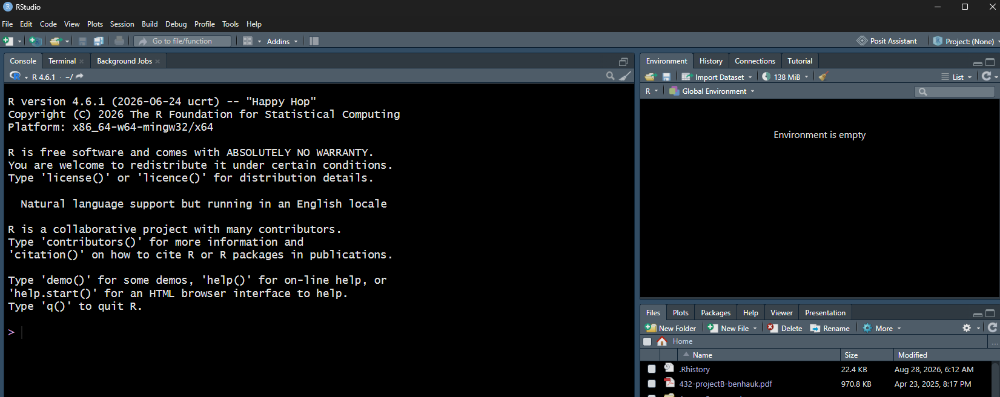 RStudio
File Edit Code View Plots Session Build Debug Profile Tools Help
Go to file/function Addins Posit Assistant Project: (None)
Console Terminal Background Jobs
R 4.6.1 · ~/
R version 4.6.1 (2026-06-24 ucrt) -- "Happy Hop"
Copyright (C) 2026 The R Foundation for Statistical Computing
Platform: x86_64-w64-mingw32/x64
R is free software and comes with ABSOLUTELY NO WARRANTY.
You are welcome to redistribute it under certain conditions.
Type 'license()' or 'licence()' for distribution details.
Natural language support but running in an English locale
R is a collaborative project with many contributors.
Type 'contributors()' for more information and
'citation()' on how to cite R or R packages in publications.
Type 'demo()' for some demos, 'help()' for on-line help, or
'help.start()' for an HTML browser interface to help.
Type 'q()' to quit R.
>
Environment History Connections Tutorial
Import Dataset 138 MiB List
R Global Environment
Environment is empty
Files Plots Packages Help Viewer Presentation
New Folder New File Delete Rename More
Home ...
Name Size Modified
.Rhistory 22.4 KB Aug 28, 2026, 6:12 AM
432-projectB-benhauk.pdf 970.8 KB Apr 23, 2025, 8:17 PM